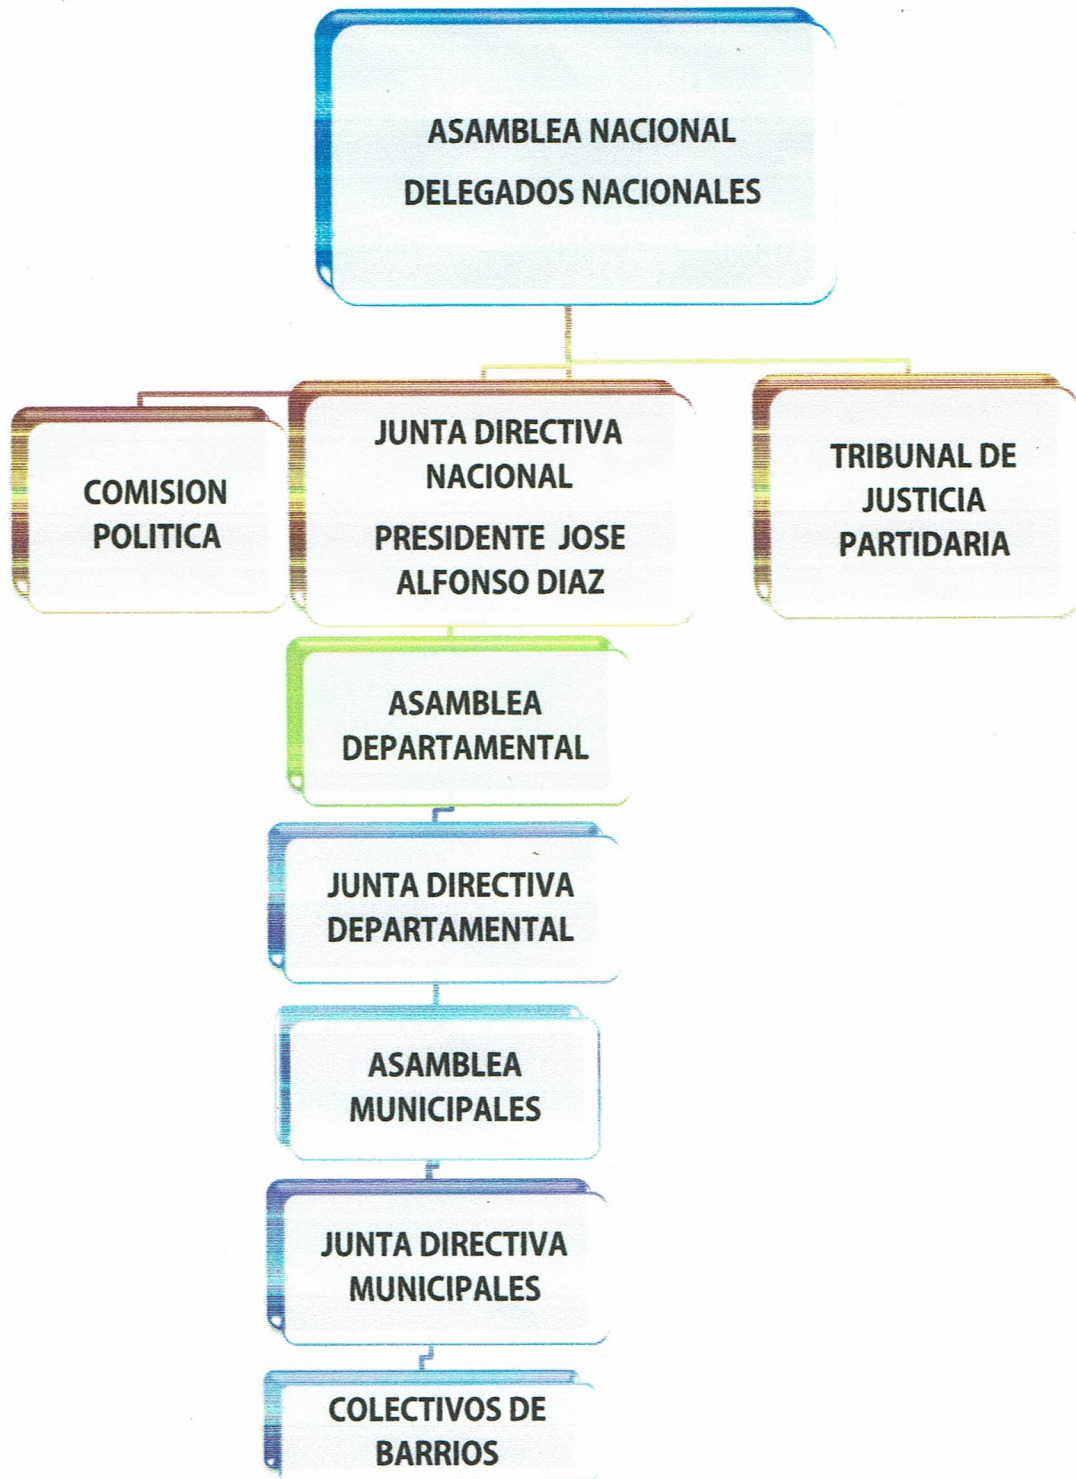 ASAMBLEA NACIONAL
DELEGADOS NACIONALES
COMISION
POLITICA
JUNTA DIRECTIVA
NACIONAL
PRESIDENTE JOSE
ALFONSO DIAZ
TRIBUNAL DE
JUSTICIA
PARTIDARIA
ASAMBLEA
DEPARTAMENTAL
JUNTA DIRECTIVA
DEPARTAMENTAL
ASAMBLEA
MUNICIPALES
JUNTA DIRECTIVA
MUNICIPALES
COLECTIVOS DE
BARRIOS